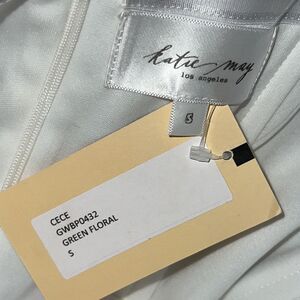 katie may
los angeles
S
CECE
GWBP0432
GREEN FLORAL
S